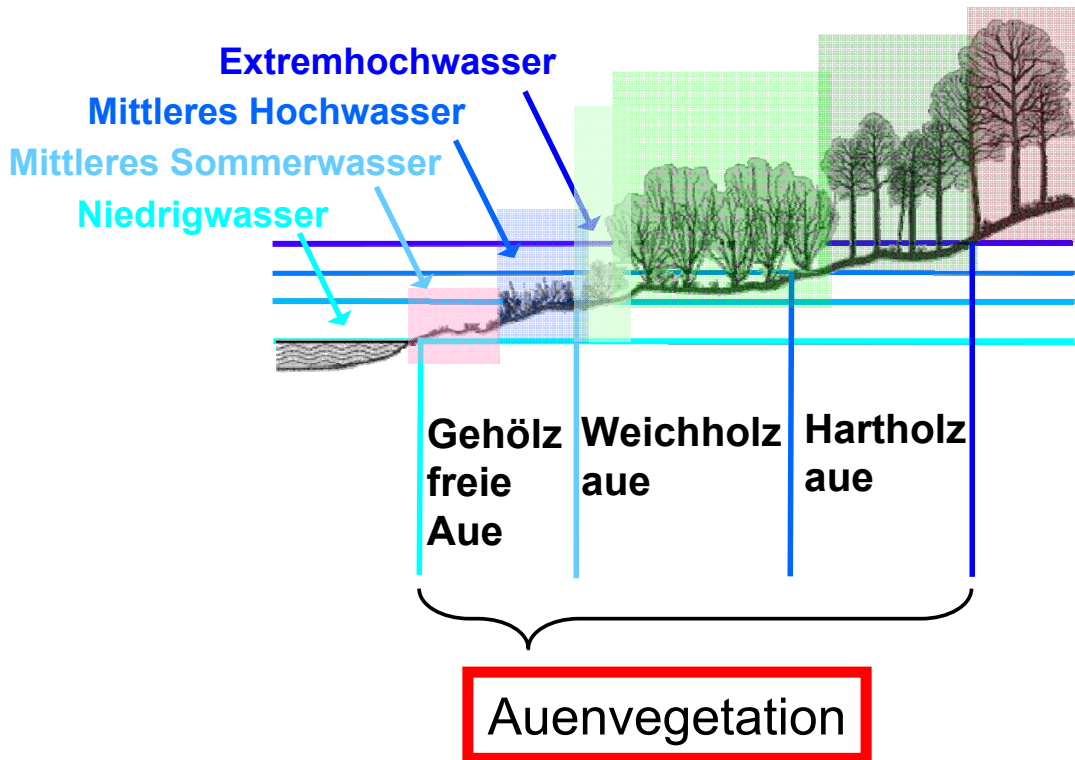 Extremhochwasser
Mittleres Hochwasser
Mittleres Sommerwasser
Niedrigwasser
Gehölz
freie
Aue
Weichholz
aue
Hartholz
aue
Auenvegetation